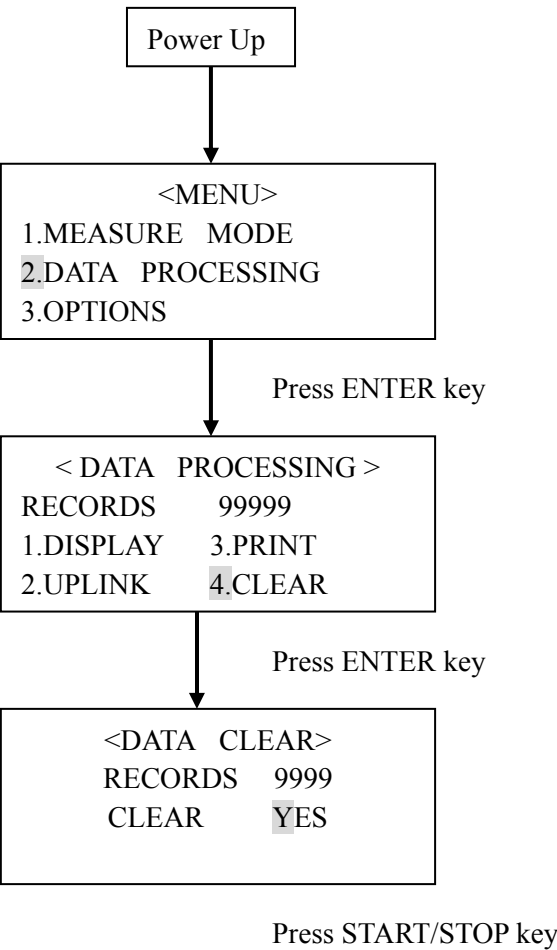 Power Up
<MENU>
1.MEASURE MODE
2.DATA PROCESSING
3.OPTIONS
Press ENTER key
< DATA PROCESSING >
RECORDS 99999
1.DISPLAY 3.PRINT
2.UPLINK 4.CLEAR
Press ENTER key
<DATA CLEAR>
RECORDS 9999
CLEAR YES
Press START/STOP key